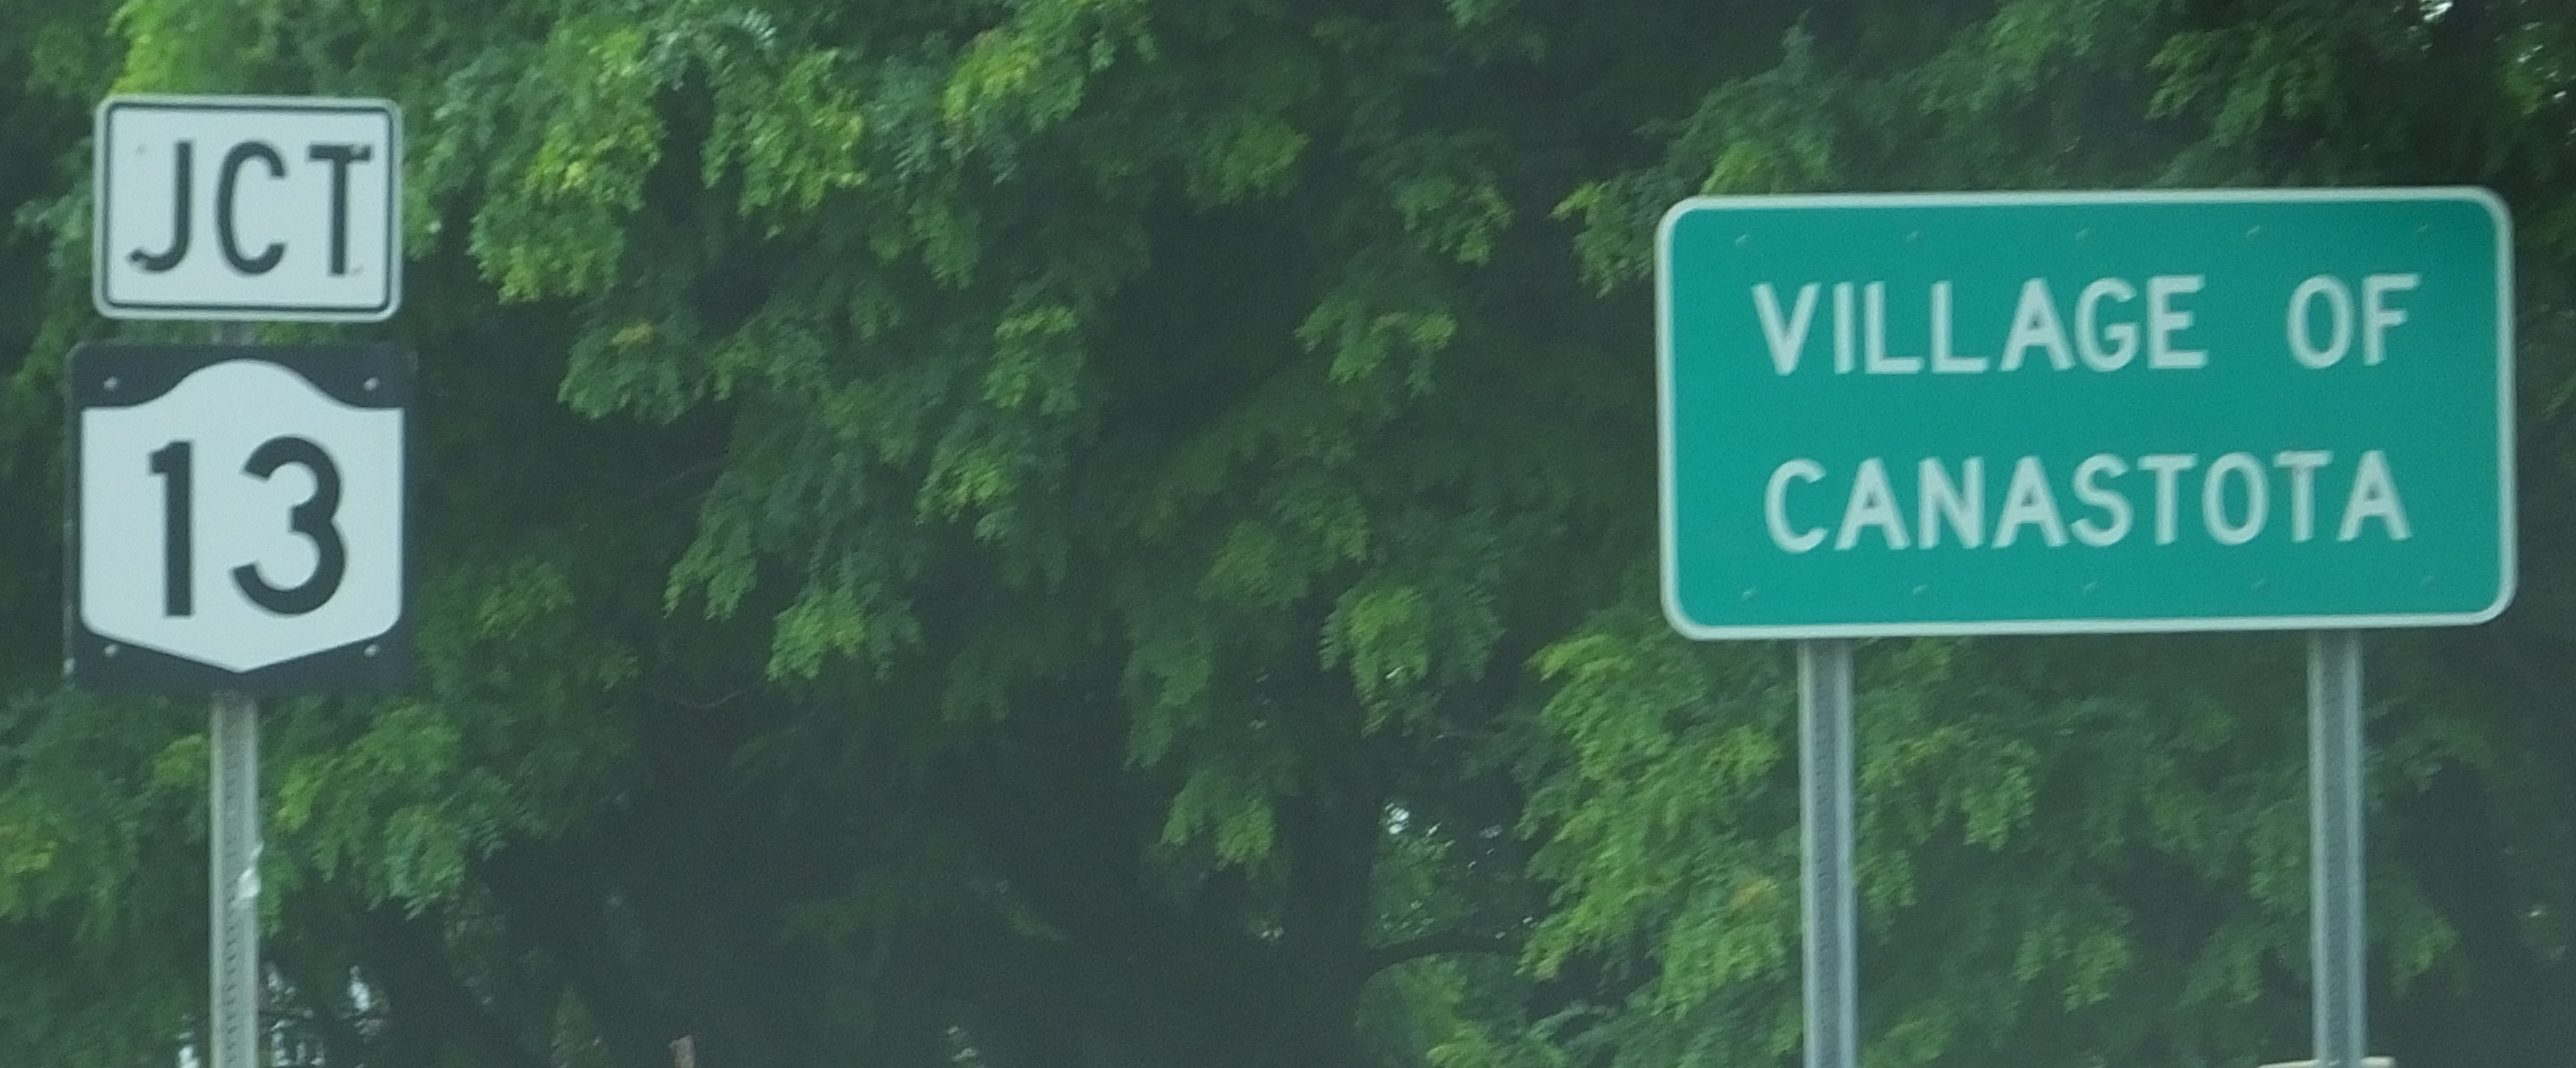 JCT
13
VILLAGE OF
CANASTOTA